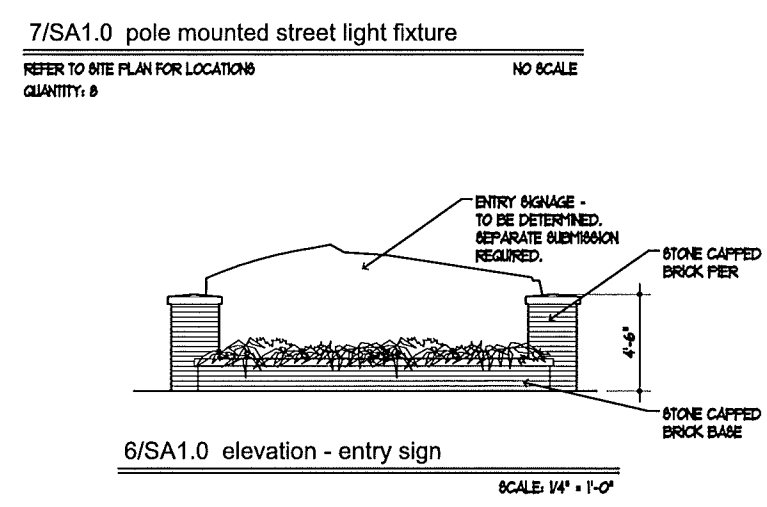 7/SA1.0 pole mounted street light fixture
REFER TO SITE PLAN FOR LOCATIONS NO SCALE
QUANTITY: 8
ENTRY SIGNAGE -
TO BE DETERMINED.
SEPARATE SUBMISSION
REQUIRED.
STONE CAPPED
BRICK PIER
4'-6"
STONE CAPPED
BRICK BASE
6/SA1.0 elevation - entry sign
SCALE: 1/4" = 1'-0"